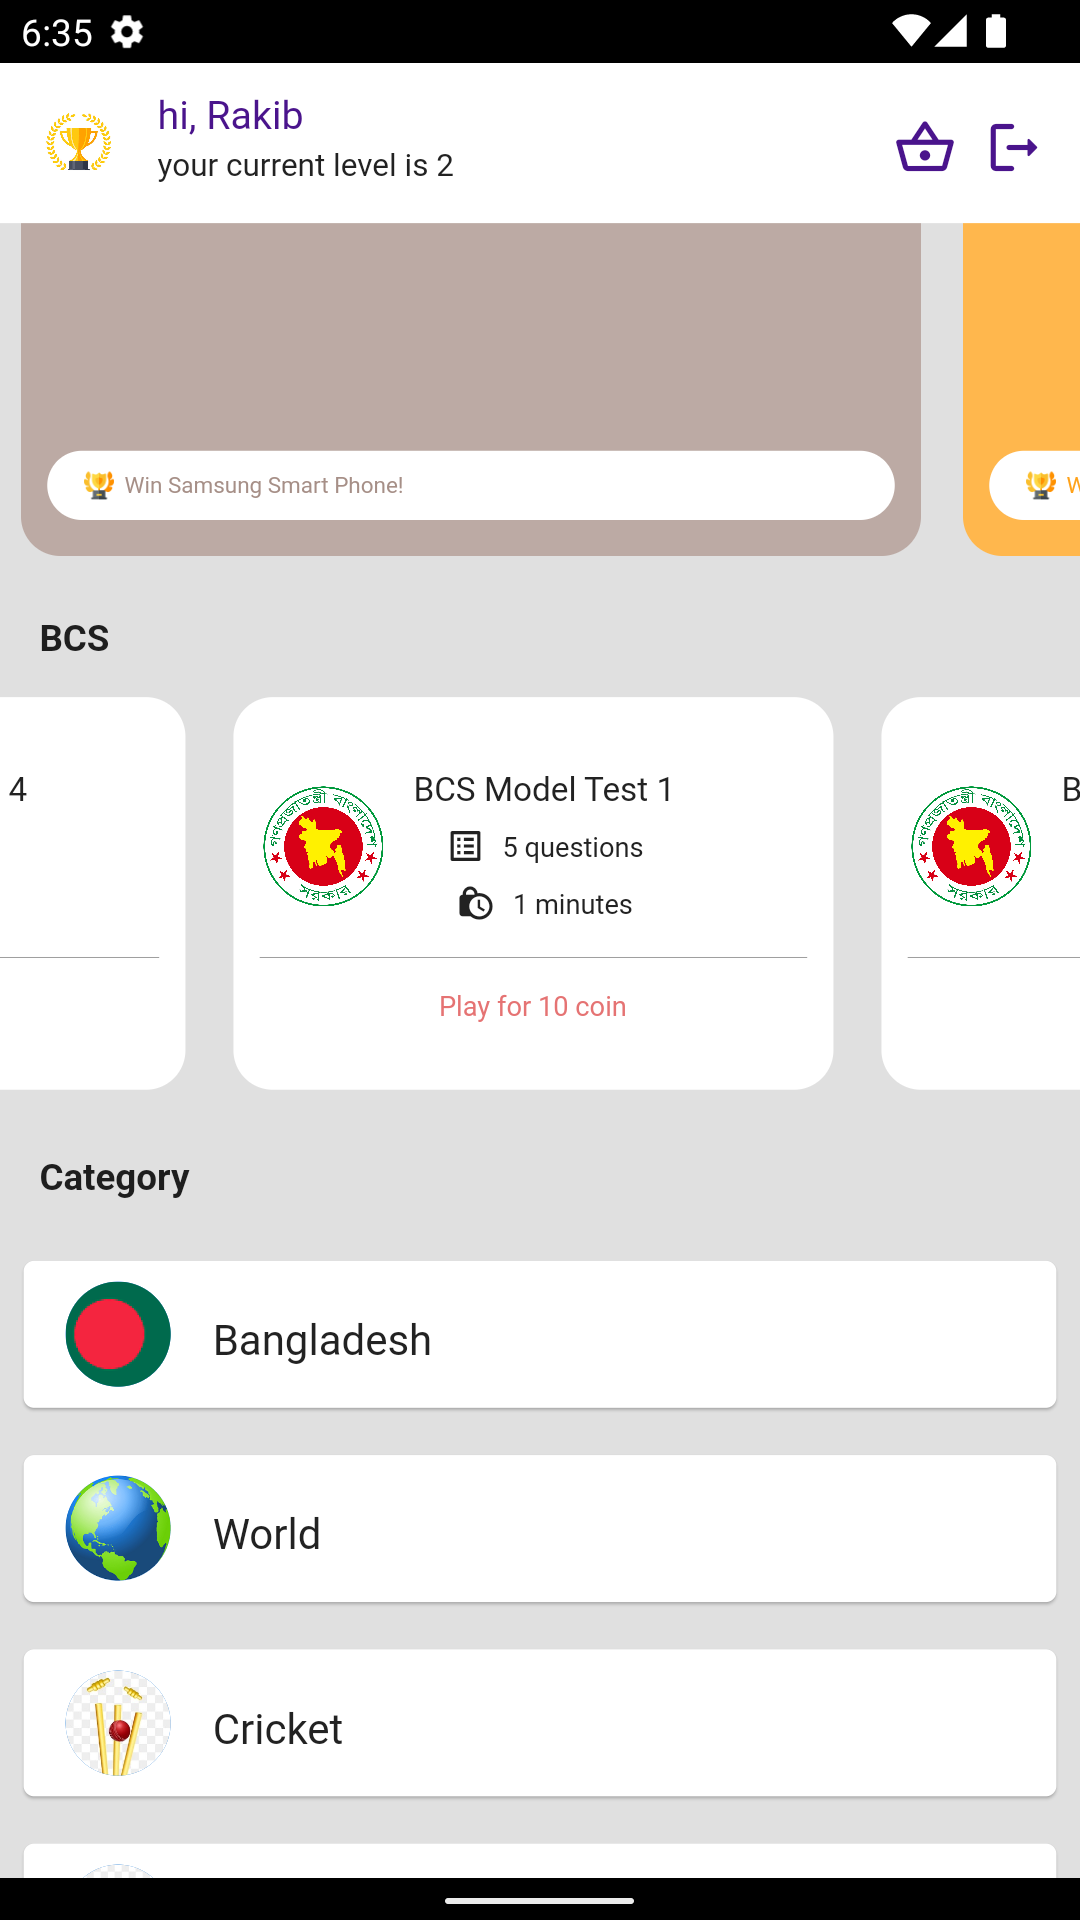 6:35
hi, Rakib
your current level is 2
Win Samsung Smart Phone!
BCS
4
BCS Model Test 1
গণপ্রজাতন্ত্রী বাংলাদেশ
সরকার
5 questions
1 minutes
Play for 10 coin
গণপ্রজাতন্ত্রী বাংলাদেশ
সরকার
Category
Bangladesh
World
Cricket